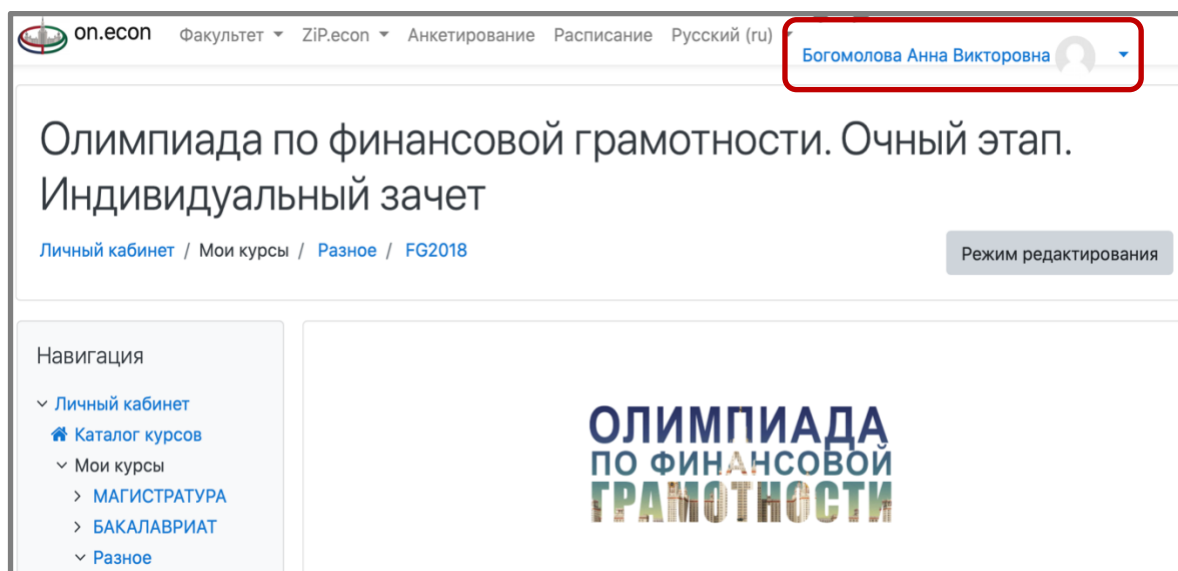 on.econ Факультет ZiP.econ Анкетирование Расписание Русский (ru)
Богомолова Анна Викторовна
Олимпиада по финансовой грамотности. Очный этап.
Индивидуальный зачет
Личный кабинет / Мои курсы / Разное / FG2018
Режим редактирования
Навигация
Личный кабинет
Каталог курсов
Мои курсы
МАГИСТРАТУРА
БАКАЛАВРИАТ
Разное
ОЛИМПИАДА
ПО ФИНАНСОВОЙ
ГРАМОТНОСТИ